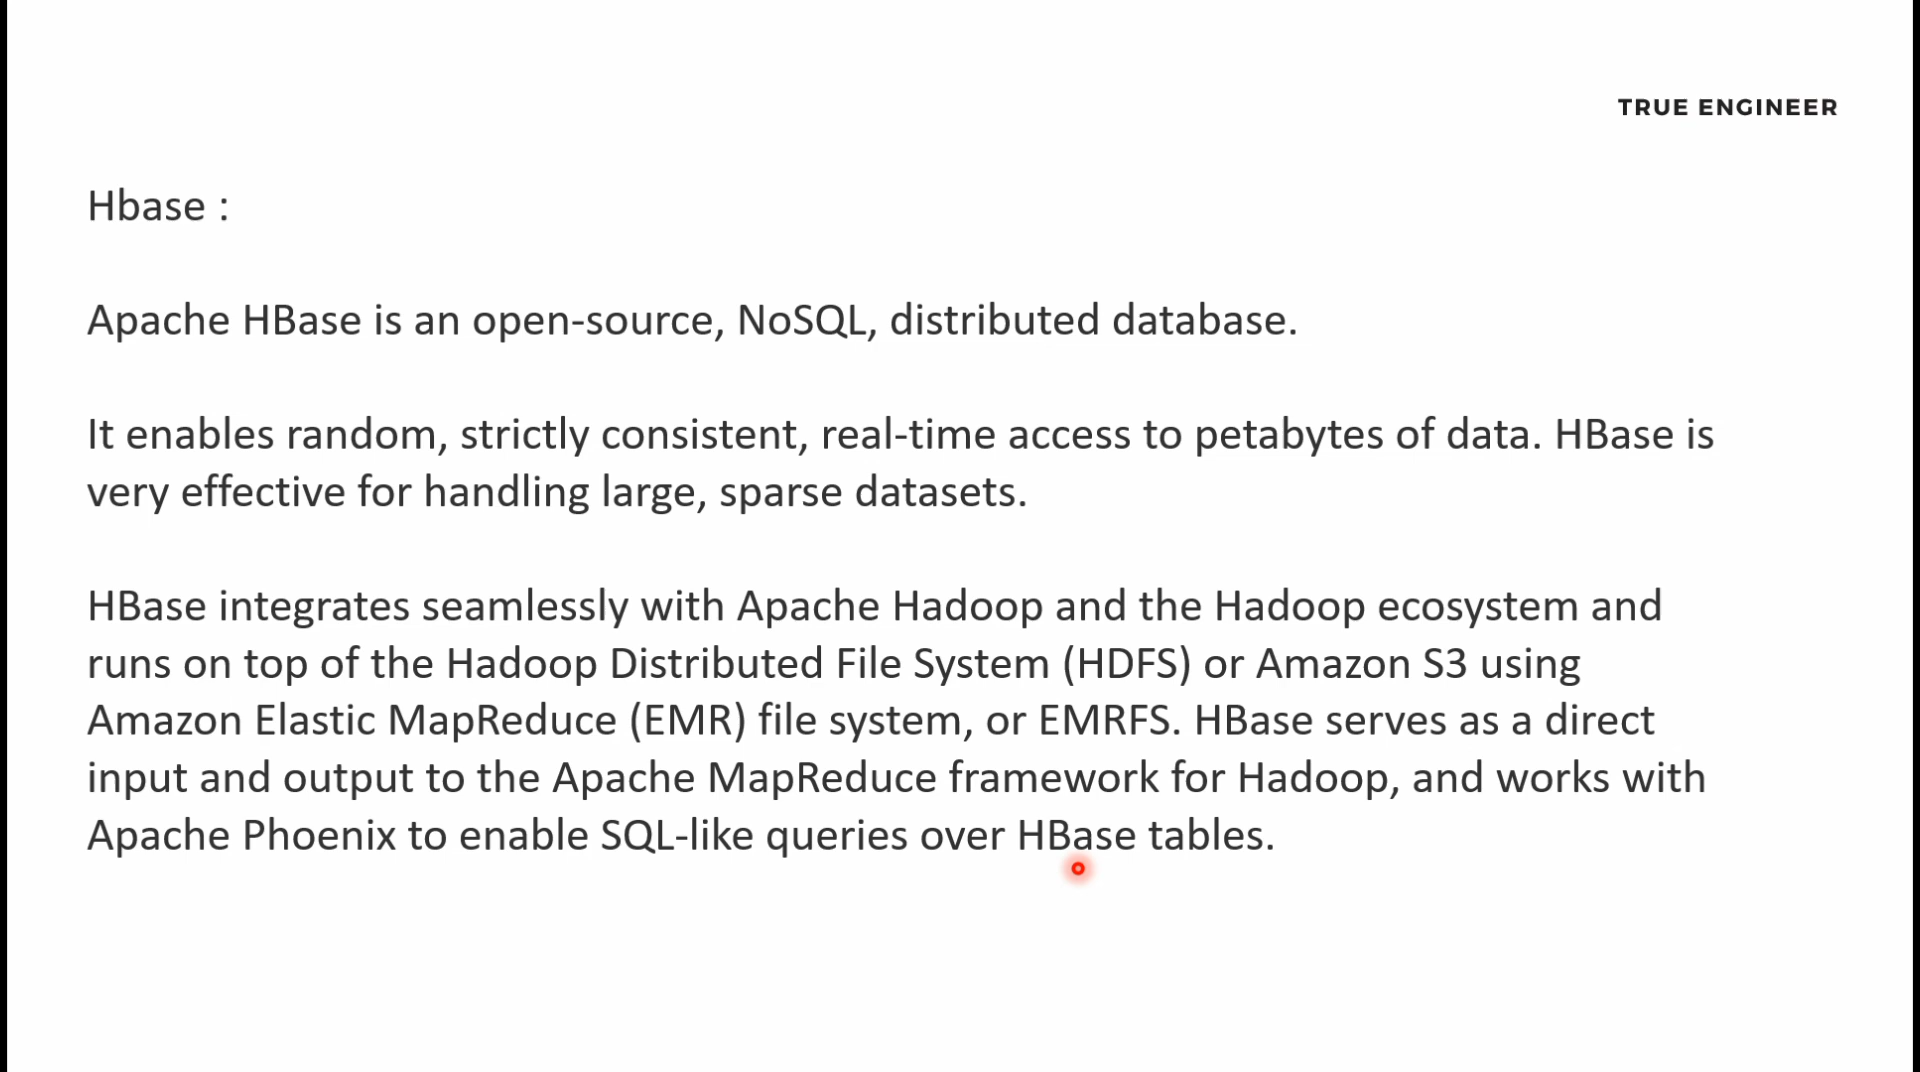 TRUE ENGINEER
Hbase :
Apache HBase is an open-source, NoSQL, distributed database.
It enables random, strictly consistent, real-time access to petabytes of data. HBase is
very effective for handling large, sparse datasets.
HBase integrates seamlessly with Apache Hadoop and the Hadoop ecosystem and
runs on top of the Hadoop Distributed File System (HDFS) or Amazon S3 using
Amazon Elastic MapReduce (EMR) file system, or EMRFS. HBase serves as a direct
input and output to the Apache MapReduce framework for Hadoop, and works with
Apache Phoenix to enable SQL-like queries over HBase tables.